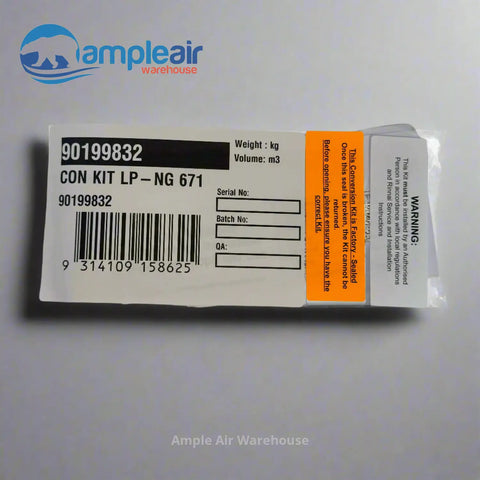 ampleair
warehouse
90199832
CON KIT LP-NG 671
90199832
9 314109 158625
Weight : kg
Volume: m3
Serial No:
Batch No:
QA:
This Conversion Kit is Factory - Sealed
Once this seal is broken, the Kit cannot be
returned.
Before opening, please ensure you have the
correct Kit.
WARNING:
This Kit must be installed by an Authorised
Person in accordance with local regulations
and Rinnai Service and Installation
Instructions
Ample Air Warehouse